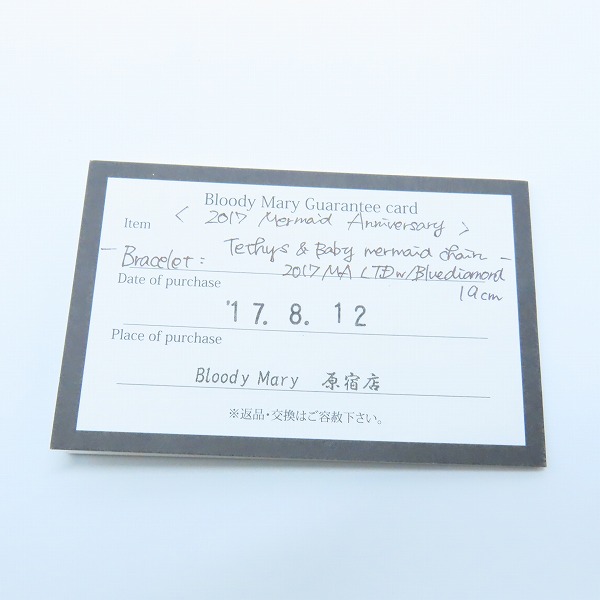 Bloody Mary Guarantee card
Item < 2017 Mermaid Anniversary >
- Bracelet : Tethys & Baby mermaid chain -
2017 MA LTD w/Bluediamond
19cm
Date of purchase
'17. 8. 12
Place of purchase
Bloody Mary 原宿店
※返品・交換はご容赦下さい。